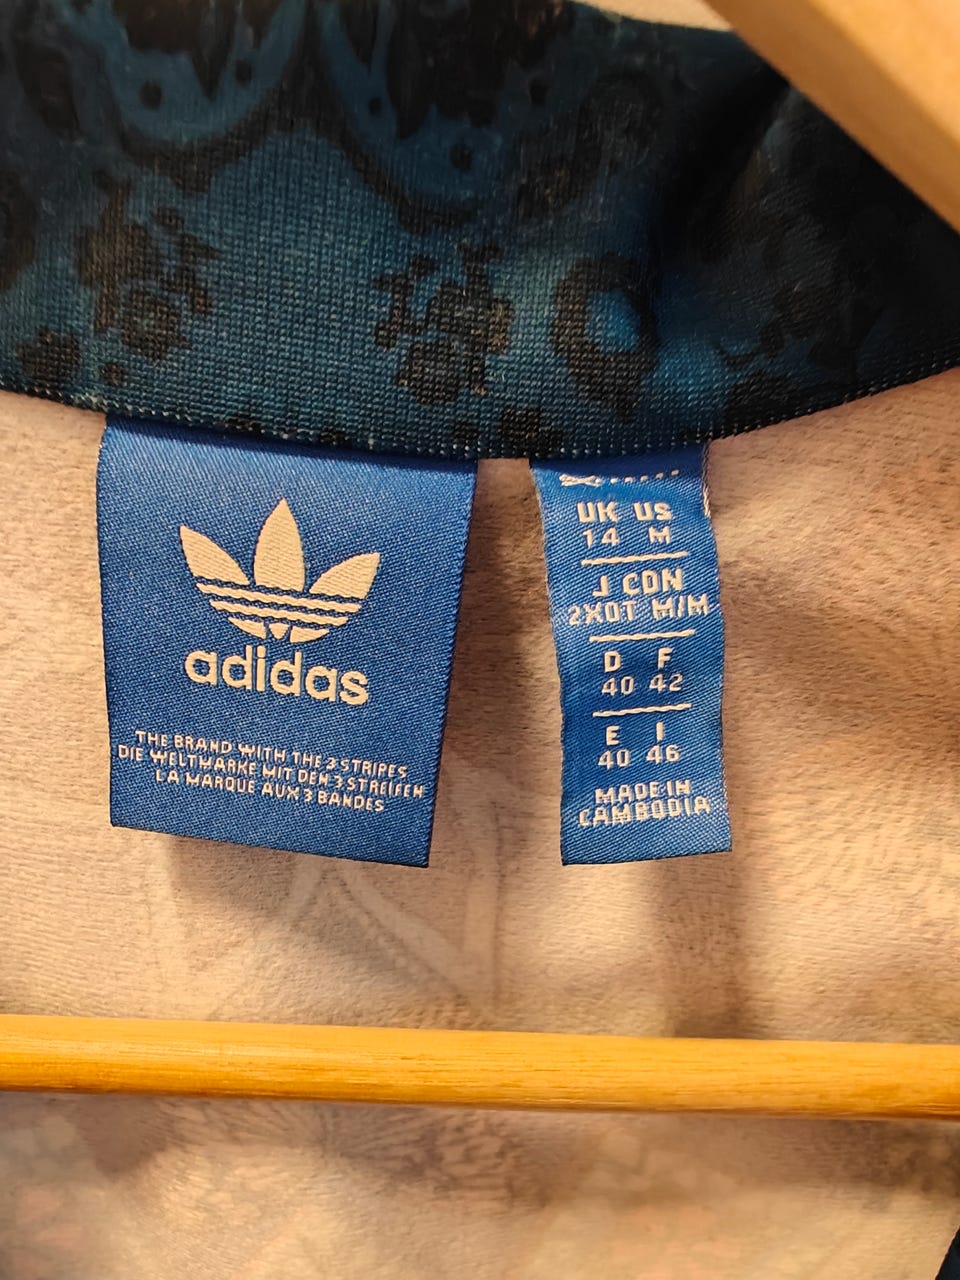 adidas
THE BRAND WITH THE 3 STRIPES
DIE WELTMARKE MIT DEN 3 STREIFEN
LA MARQUE AUX 3 BANDES
UK US
14 M
J CDN
2XOT M/M
D F
40 42
E I
40 46
MADE IN
CAMBODIA